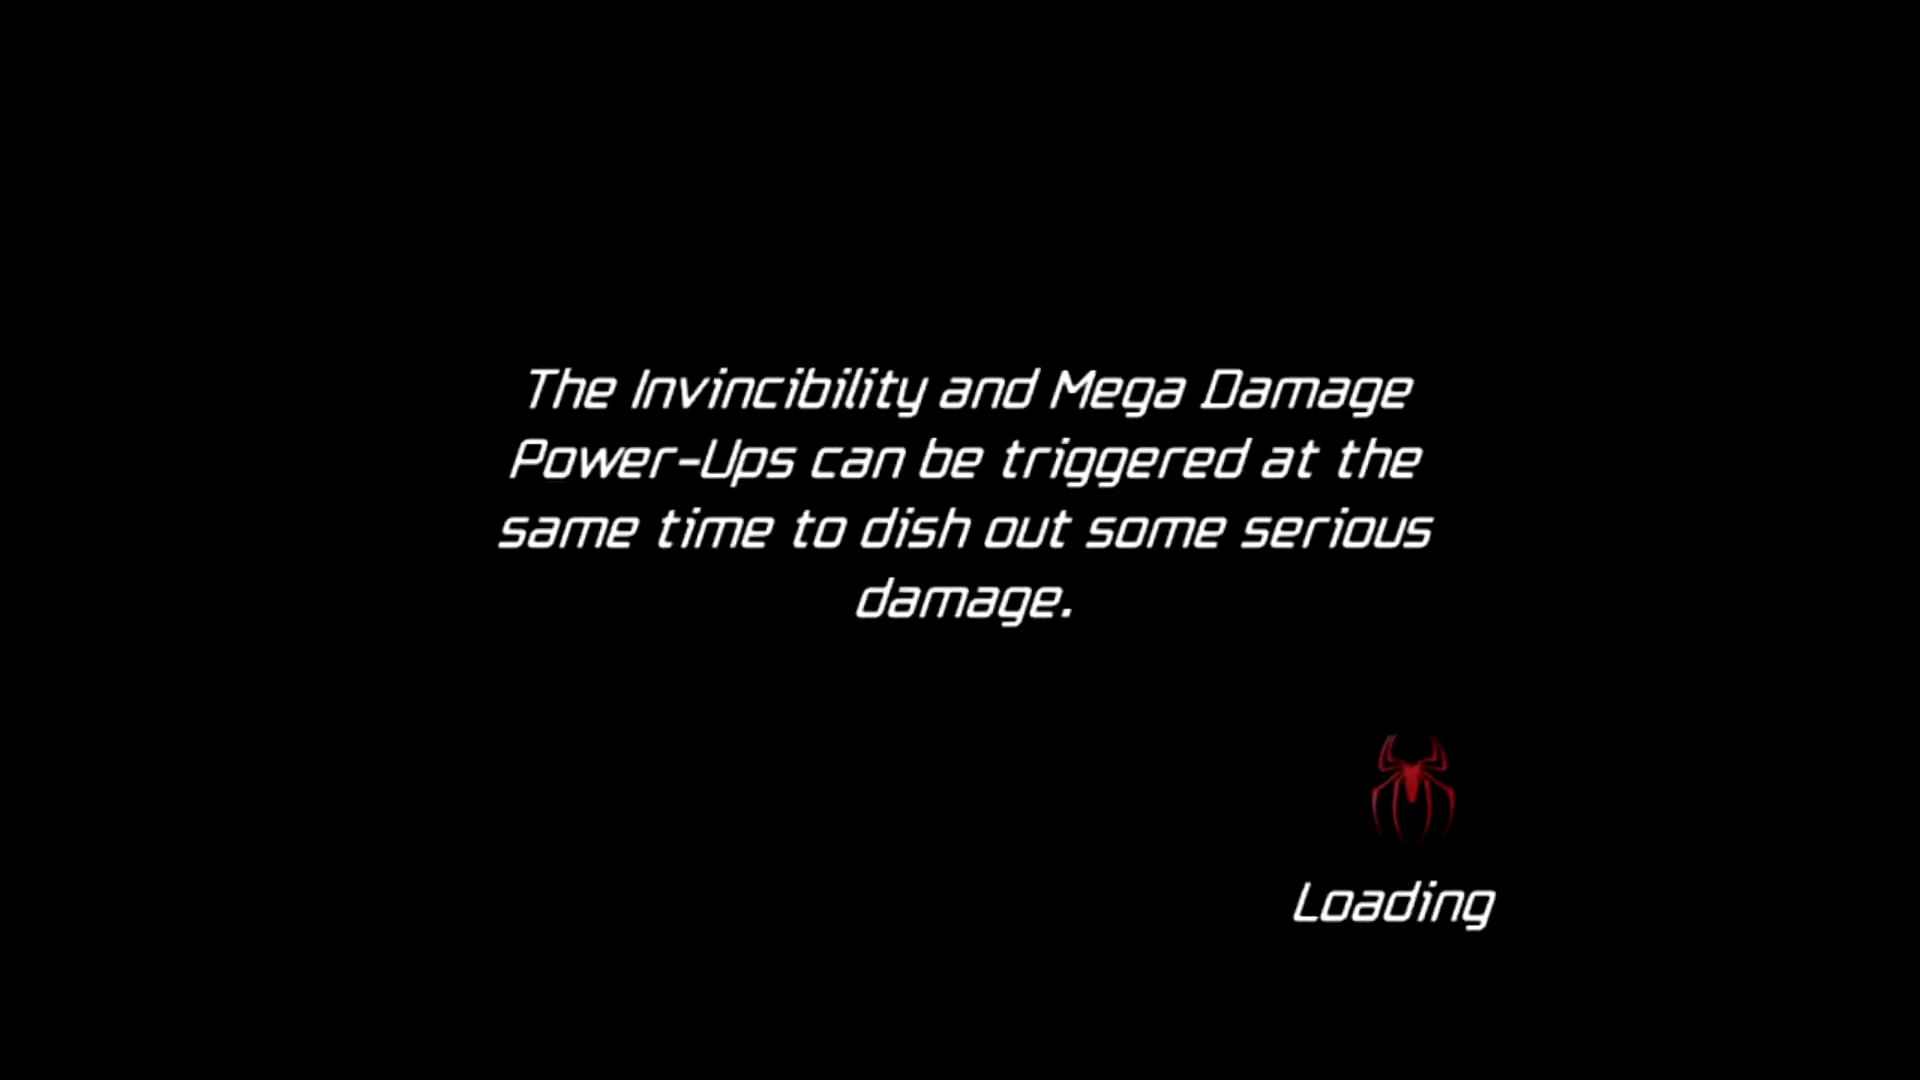 The Invincibility and Mega Damage
Power-Ups can be triggered at the
same time to dish out some serious
damage.
Loading